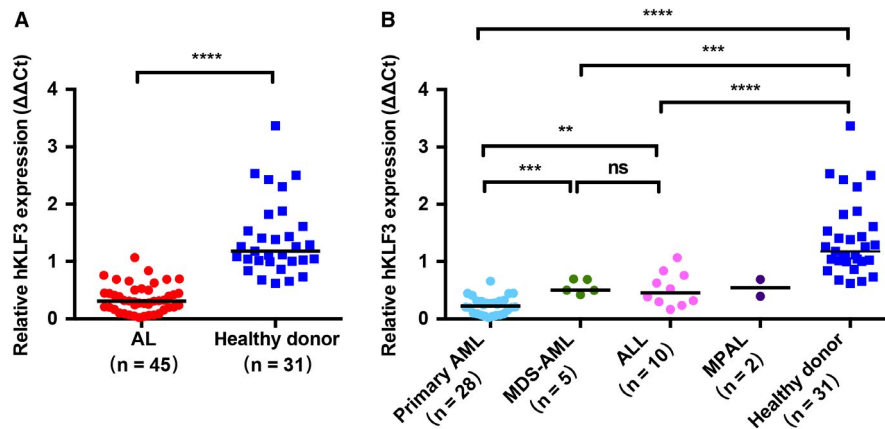 A
Relative hKLF3 expression (ΔΔCt)
4
3
2
1
0
****
AL
(n = 45)
Healthy donor
(n = 31)
B
Relative hKLF3 expression (ΔΔCt)
4
3
2
1
0
****
***
****
**
***
ns
Primary AML
(n = 28)
MDS-AML
(n = 5)
ALL
(n = 10)
MPAL
(n = 2)
Healthy donor
(n = 31)